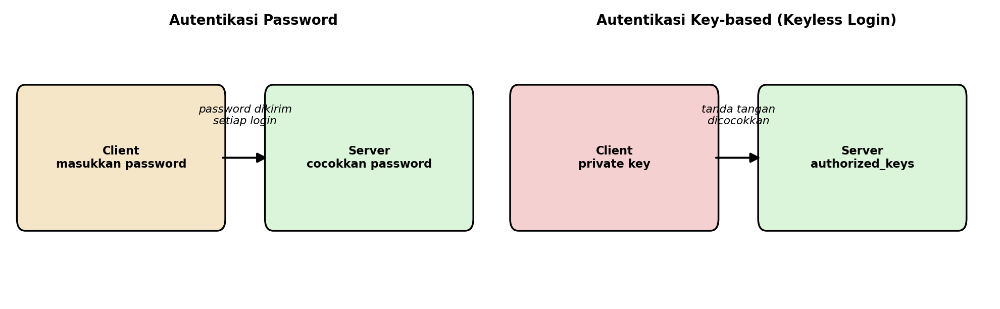 Autentikasi Password
password dikirim
setiap login
Client
masukkan password
Server
cocokkan password
Autentikasi Key-based (Keyless Login)
tanda tangan
dicocokkan
Client
private key
Server
authorized_keys